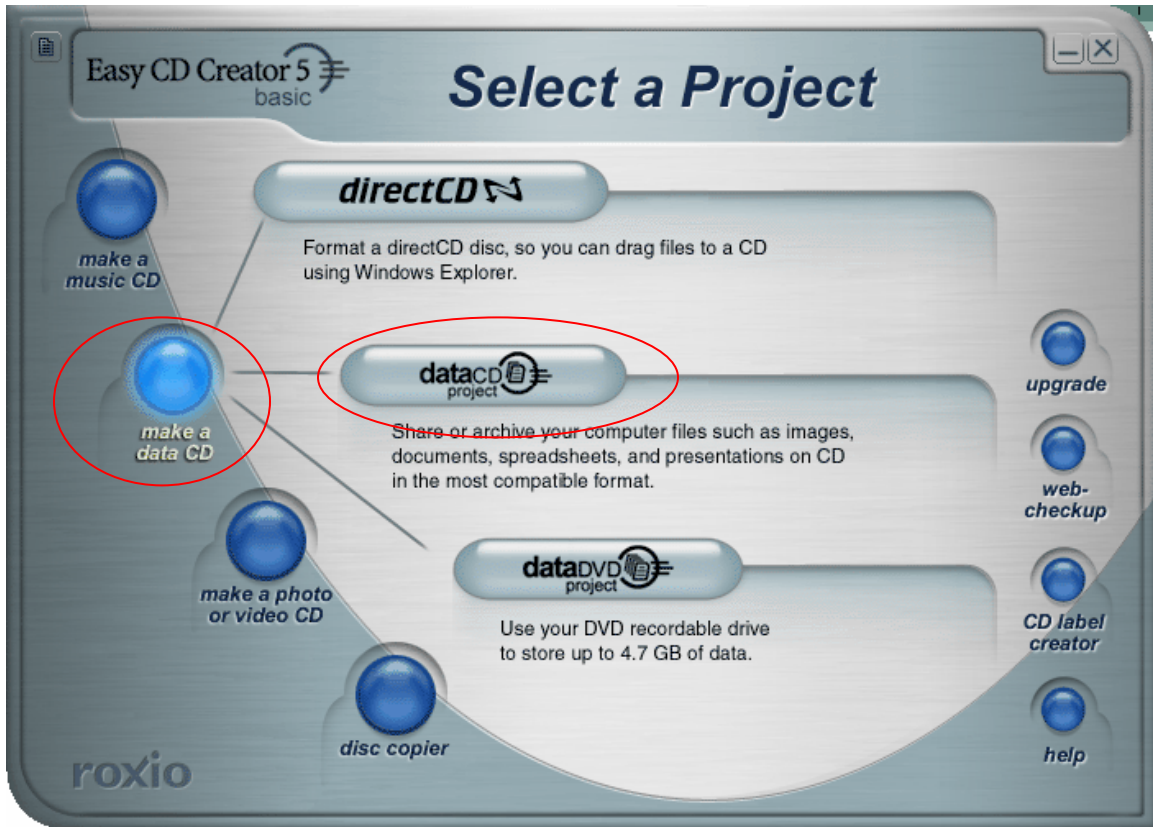 Easy CD Creator 5
basic
Select a Project
directCD
Format a directCD disc, so you can drag files to a CD
using Windows Explorer.
make a
music CD
dataCD
project
Share or archive your computer files such as images,
documents, spreadsheets, and presentations on CD
in the most compatible format.
make a
data CD
dataDVD
project
Use your DVD recordable drive
to store up to 4.7 GB of data.
make a photo
or video CD
disc copier
upgrade
web-
checkup
CD label
creator
help
roxio